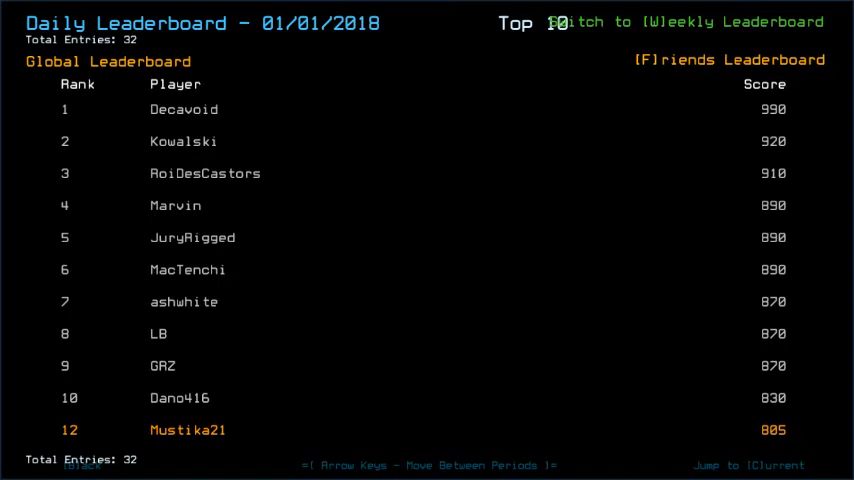 Daily Leaderboard - 01/01/2018 Top 10 Switch to [W]eekly Leaderboard
Total Entries: 32
Global Leaderboard [F]riends Leaderboard
Rank Player Score
1 Decavoid 990
2 Kowalski 920
3 RoiDesCastors 910
4 Marvin 890
5 JuryRigged 890
6 MacTenchi 890
7 ashwhite 870
8 LB 870
9 GRZ 870
10 Dano416 830
12 Mustika21 805
Total Entries: 32
[B]ack =[ Arrow Keys - Move Between Periods ]= Jump to [C]urrent